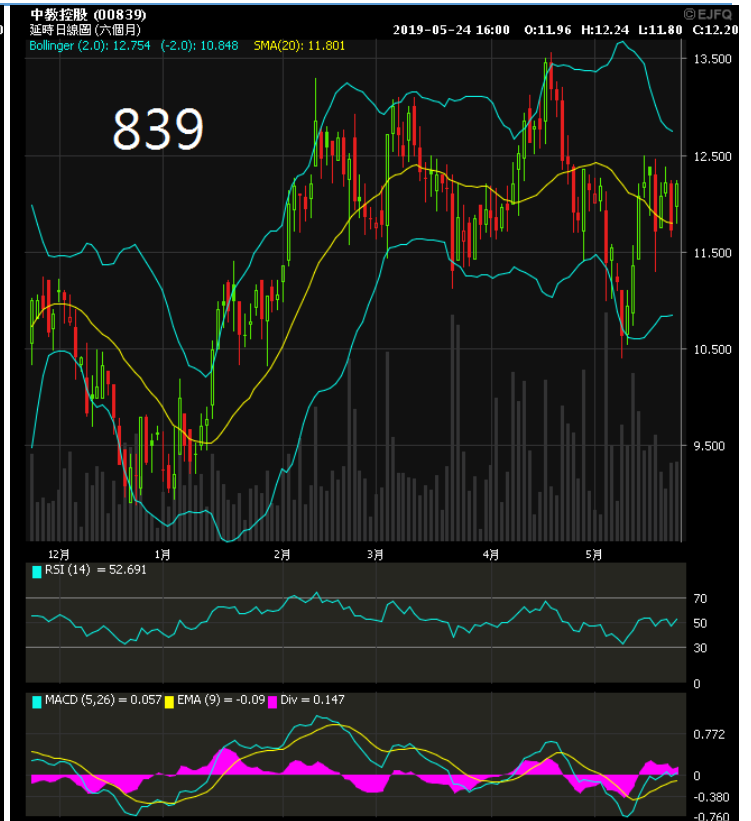 ©EJFQ
中教控股 (00839)
延時日線圖 (六個月) 2019-05-24 16:00 O:11.96 H:12.24 L:11.80 C:12.20
Bollinger (2.0): 12.754 (-2.0): 10.848 SMA(20): 11.801
839
13.500
12.500
11.500
10.500
9.500
12月 1月 2月 3月 4月 5月
RSI (14) = 52.691
70
50
30
0
MACD (5,26) = 0.057 EMA (9) = -0.09 Div = 0.147
0.772
0
-0.380
-0.760